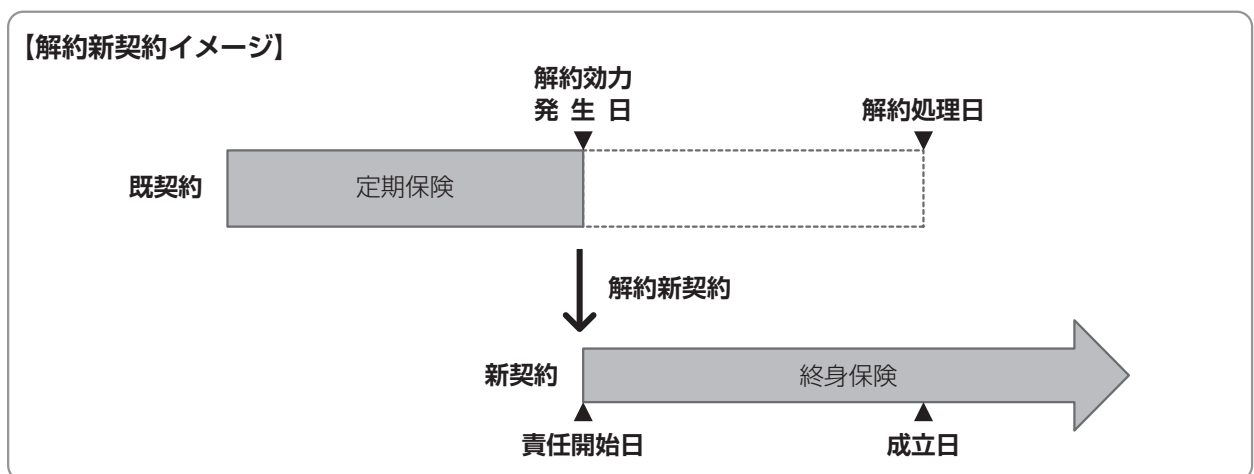 【解約新契約イメージ】
解約効力
発生日
解約処理日
既契約
定期保険
解約新契約
新契約
終身保険
責任開始日
成立日